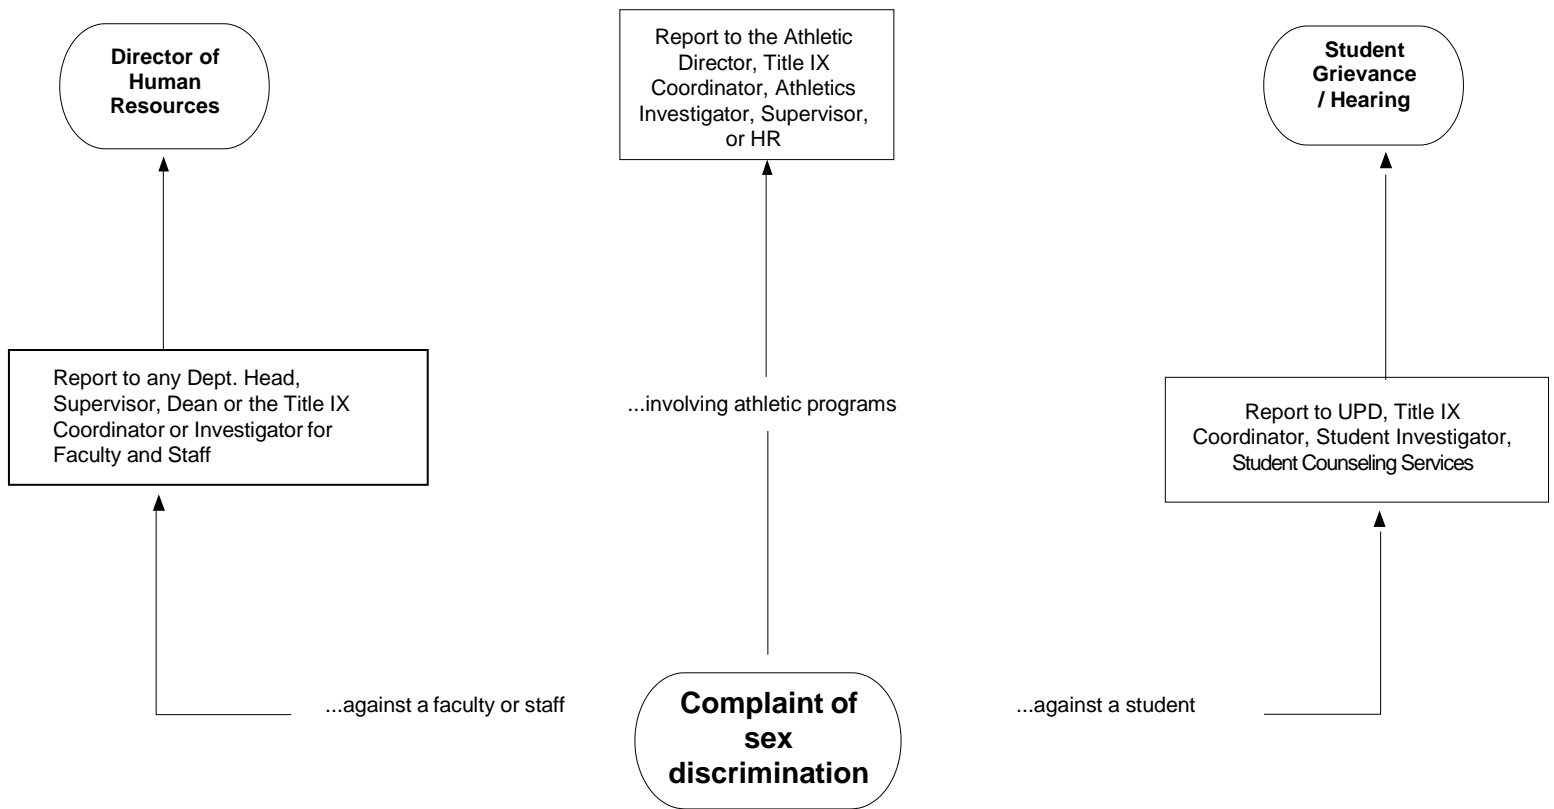 Director of
Human
Resources
Report to the Athletic
Director, Title IX
Coordinator, Athletics
Investigator, Supervisor,
or HR
Student
Grievance
/ Hearing
Report to any Dept. Head,
Supervisor, Dean or the Title IX
Coordinator or Investigator for
Faculty and Staff
...involving athletic programs
Report to UPD, Title IX
Coordinator, Student Investigator,
Student Counseling Services
...against a faculty or staff
Complaint of
sex
discrimination
...against a student